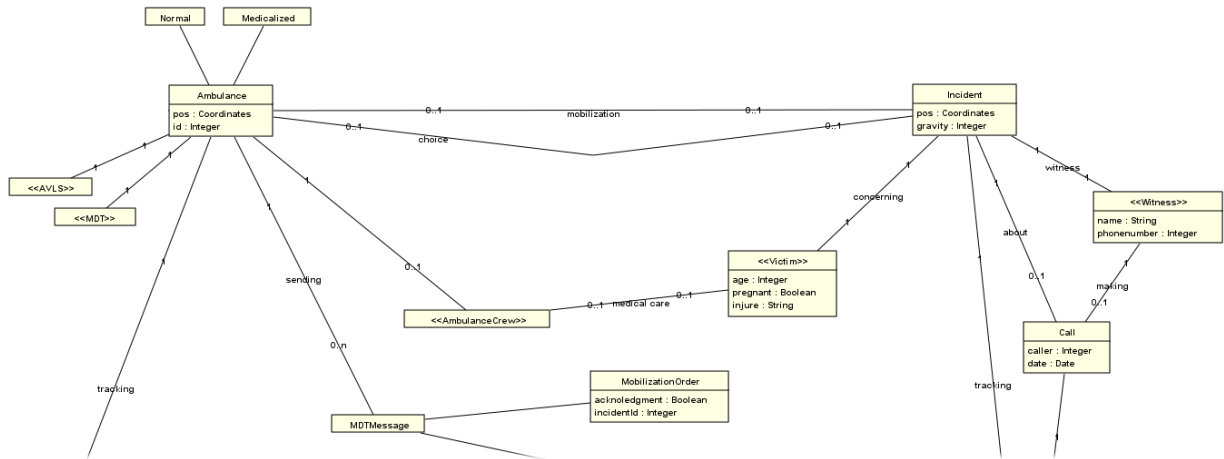 Normal
Medicalized
Ambulance
pos : Coordinates
id : Integer
Incident
pos : Coordinates
gravity : Integer
0..1
0..1
mobilization
0..1
0..1
choice
1
1
1
1
<<AVLS>>
<<MDT>>
1
1
1
concerning
1
1
1
witness
1
<<Witness>>
name : String
phonenumber : Integer
1
about
1
1
0..1
0..1
making
0..1
sending
<<Victim>>
age : Integer
pregnant : Boolean
injure : String
0..1
medical care
0..1
<<AmbulanceCrew>>
Call
caller : Integer
date : Date
0..n
tracking
MobilizationOrder
acknoledgment : Boolean
incidentId : Integer
tracking
MDTMessage
1